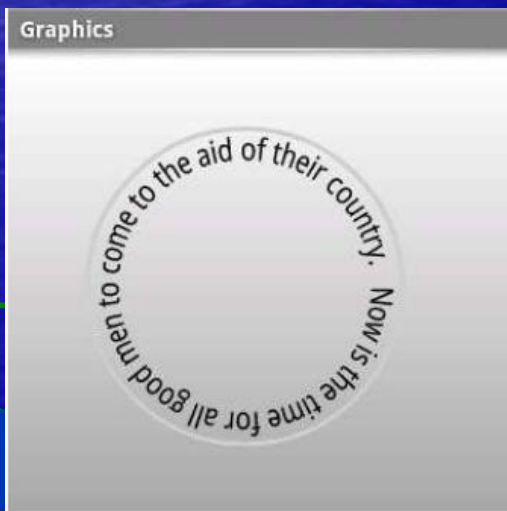 Graphics
Now is the time for all good men to come to the aid of their country.